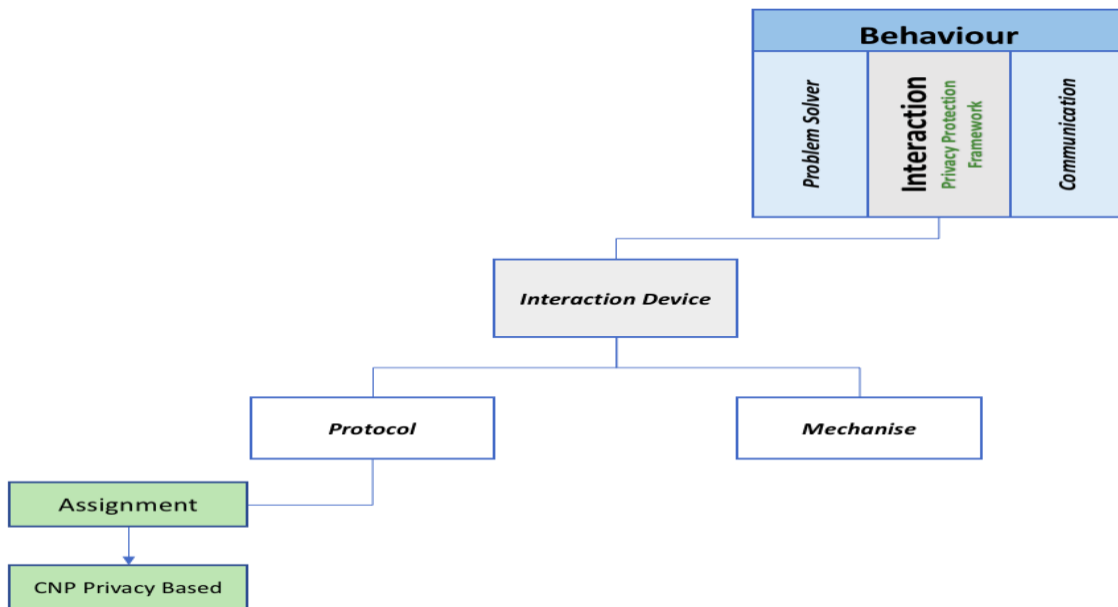 Behaviour
Problem Solver
Interaction
Privacy Protection
Framework
Communication
Interaction Device
Protocol
Mechanise
Assignment
CNP Privacy Based